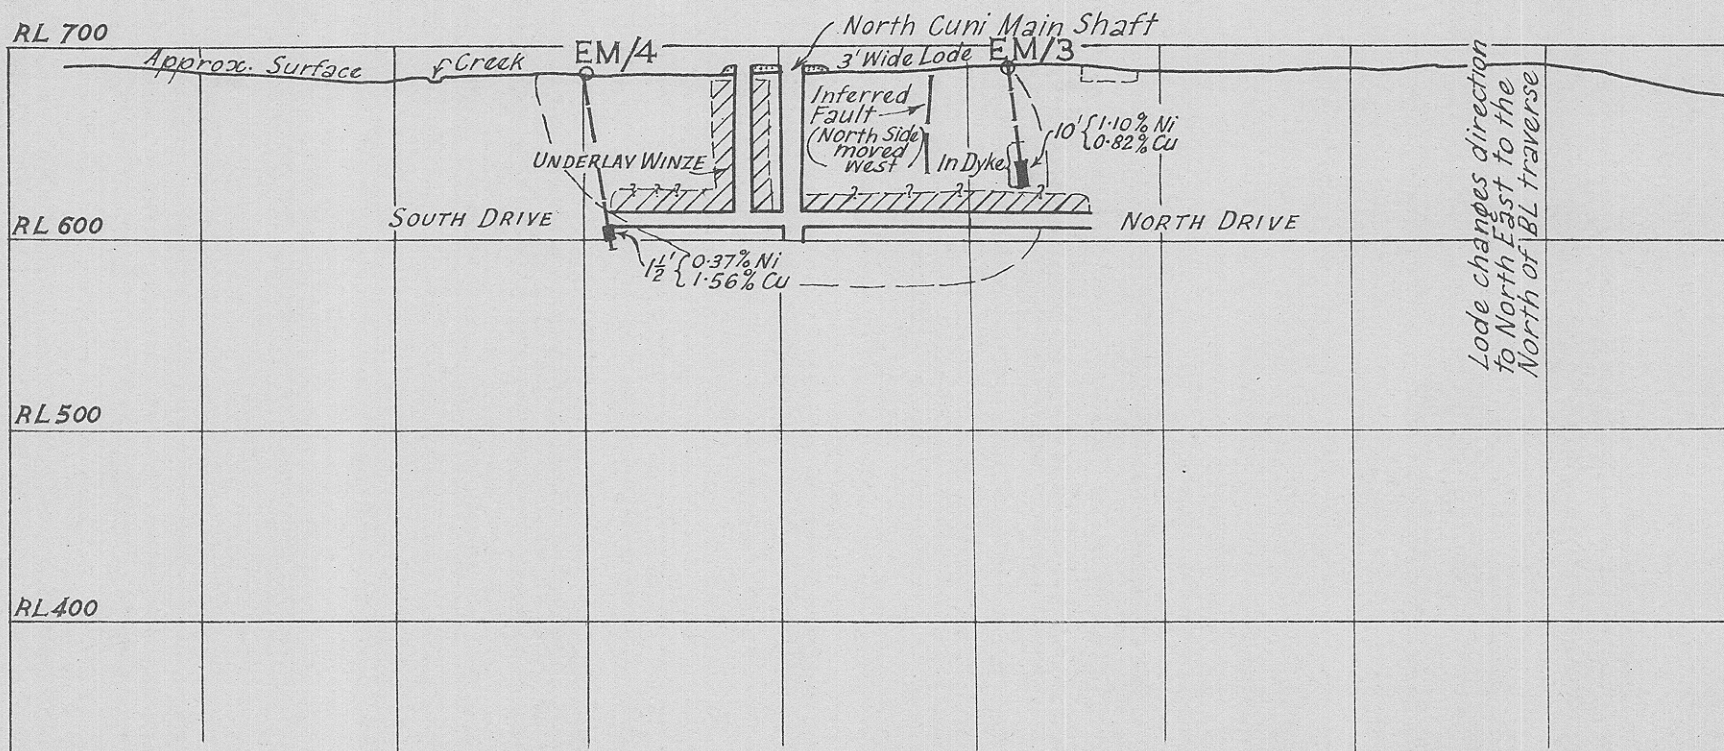 RL 700
North Cuni Main Shaft
Approx. Surface
Creek
EM/4
3' Wide Lode
EM/3
Inferred
Fault
(North Side
moved
West)
10' { 1·10% Ni
0·82% Cu
UNDERLAY WINZE
In Dyke
? ? ?
? ? ? ?
RL 600
SOUTH DRIVE
NORTH DRIVE
1½' { 0·37% Ni
1·56% Cu
Lode changes direction
to North East to the
North of BL traverse
RL 500
RL 400